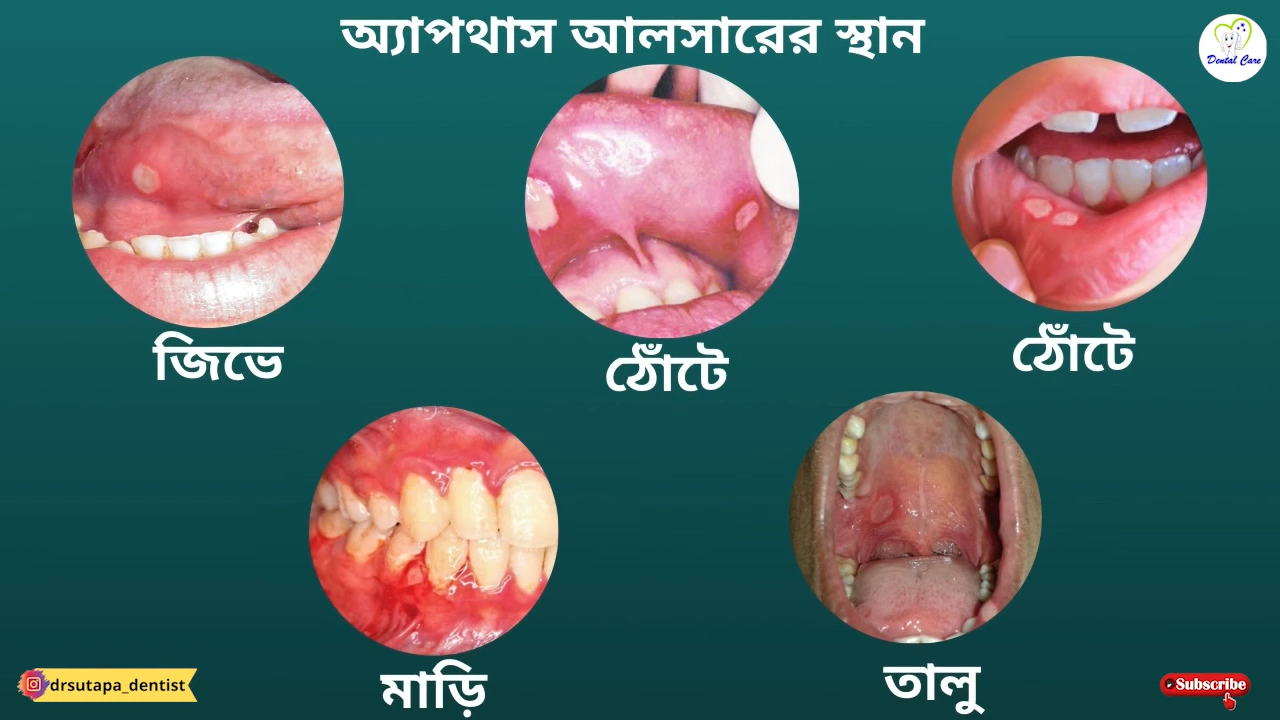 অ্যাপথাস আলসারের স্থান
Dental Care
জিভে
ঠোঁটে
ঠোঁটে
মাড়ি
তালু
drsutapa_dentist
Subscribe